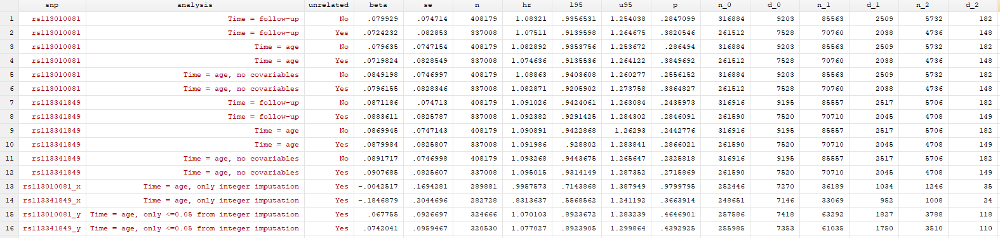 snp analysis unrelated beta se n hr l95 u95 p n_0 d_0 n_1 d_1 n_2 d_2
1 rs113010081 Time = follow-up No .079929 .074714 408179 1.08321 .9356531 1.254038 .2847099 316884 9203 85563 2509 5732 182
2 rs113010081 Time = follow-up Yes .0724232 .082853 337008 1.07511 .9139598 1.264675 .3820546 261512 7528 70760 2038 4736 148
3 rs113010081 Time = age No .079635 .0747154 408179 1.082892 .9353756 1.253672 .286494 316884 9203 85563 2509 5732 182
4 rs113010081 Time = age Yes .0719824 .0828549 337008 1.074636 .9135536 1.264122 .3849692 261512 7528 70760 2038 4736 148
5 rs113010081 Time = age, no covariables No .0849198 .0746997 408179 1.08863 .9403608 1.260277 .2556152 316884 9203 85563 2509 5732 182
6 rs113010081 Time = age, no covariables Yes .0796155 .0828346 337008 1.082871 .9205902 1.273758 .3364827 261512 7528 70760 2038 4736 148
7 rs113341849 Time = follow-up No .0871186 .074713 408179 1.091026 .9424061 1.263084 .2435973 316916 9195 85557 2517 5706 182
8 rs113341849 Time = follow-up Yes .0883611 .0825787 337008 1.092382 .9291425 1.284302 .2846091 261590 7520 70710 2045 4708 149
9 rs113341849 Time = age No .0869945 .0747143 408179 1.090891 .9422868 1.26293 .2442776 316916 9195 85557 2517 5706 182
10 rs113341849 Time = age Yes .0879984 .0825807 337008 1.091986 .928802 1.283841 .2866021 261590 7520 70710 2045 4708 149
11 rs113341849 Time = age, no covariables No .0891717 .0746998 408179 1.093268 .9443675 1.265647 .2325818 316916 9195 85557 2517 5706 182
12 rs113341849 Time = age, no covariables Yes .0907685 .0825607 337008 1.095015 .9314149 1.287352 .2715869 261590 7520 70710 2045 4708 149
13 rs113010081_x Time = age, only integer imputation Yes -.0042517 .1694281 289881 .9957573 .7143868 1.387949 .9799795 252446 7270 36189 1034 1246 35
14 rs113341849_x Time = age, only integer imputation Yes -.1846879 .2044696 282728 .8313637 .5568562 1.241192 .3663914 248651 7146 33069 952 1008 24
15 rs113010081_y Time = age, only <=0.05 from integer imputation Yes .067755 .0926697 324666 1.070103 .8923672 1.283239 .4646901 257586 7418 63292 1827 3788 118
16 rs113341849_y Time = age, only <=0.05 from integer imputation Yes .0742041 .0959467 320530 1.077027 .8923905 1.299864 .4392925 255985 7353 61035 1750 3510 110